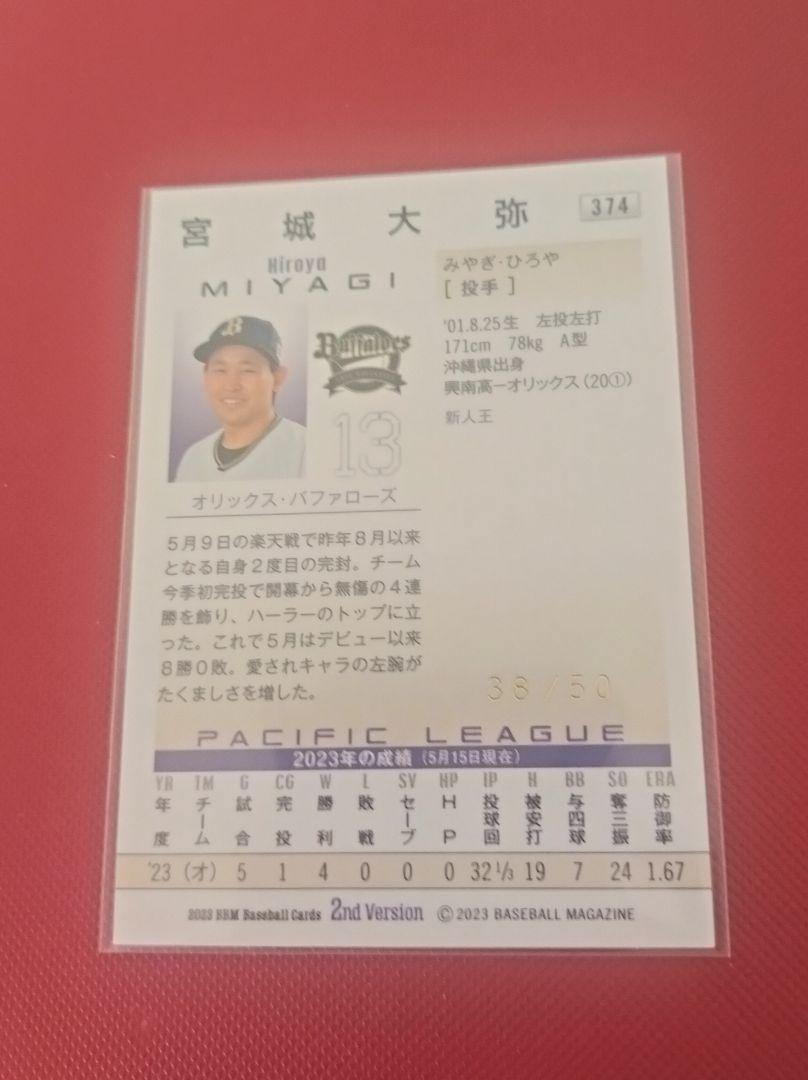 宮城大弥 374
Hiroya
MIYAGI
みやぎ・ひろや
[ 投手 ]
'01.8.25生 左投左打
171cm 78kg A型
沖縄県出身
興南高ーオリックス（20①）
新人王
B
Buffaloes
13
オリックス・バファローズ
5月9日の楽天戦で昨年8月以来
となる自身2度目の完封。チーム
今季初完投で開幕から無傷の4連
勝を飾り、ハーラーのトップに立
った。これで5月はデビュー以来
8勝0敗。愛されキャラの左腕が
たくましさを増した。
38/50
PACIFIC LEAGUE
2023年の成績（5月15日現在）
YR TM G CG W L SV HP IP H BB SO ERA
年度 チーム 試合 完投 勝利 敗戦 セーブ HP 投球回 被安打 与四球 奪三振 防御率
'23 （オ） 5 1 4 0 0 0 32 1/3 19 7 24 1.67
2023 BBM Baseball Cards 2nd Version ©2023 BASEBALL MAGAZINE